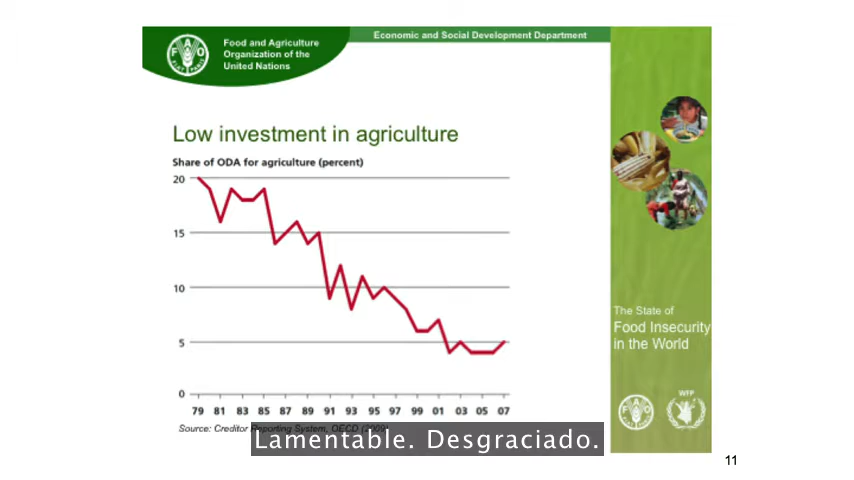 Economic and Social Development Department
Food and Agriculture
Organization of the
United Nations
F A O
FIAT PANIS
Low investment in agriculture
Share of ODA for agriculture (percent)
20
15
10
5
0
79 81 83 85 87 89 91 93 95 97 99 01 03 05 07
Source: Creditor Reporting System, OECD (2009)
The State of
Food Insecurity
in the World
WFP
Lamentable. Desgraciado.
11